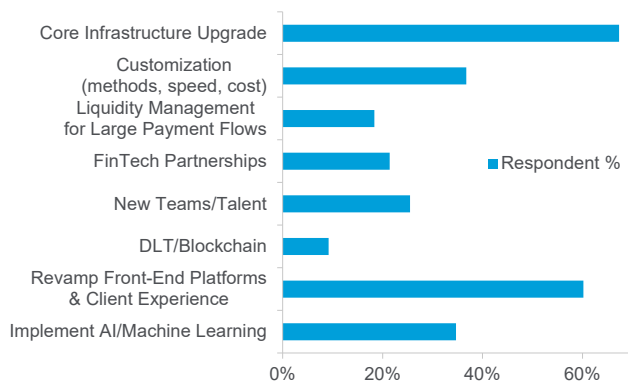 Core Infrastructure Upgrade
Customization
(methods, speed, cost)
Liquidity Management
for Large Payment Flows
FinTech Partnerships
New Teams/Talent
DLT/Blockchain
Revamp Front-End Platforms
& Client Experience
Implement AI/Machine Learning
Respondent %
0%
20%
40%
60%